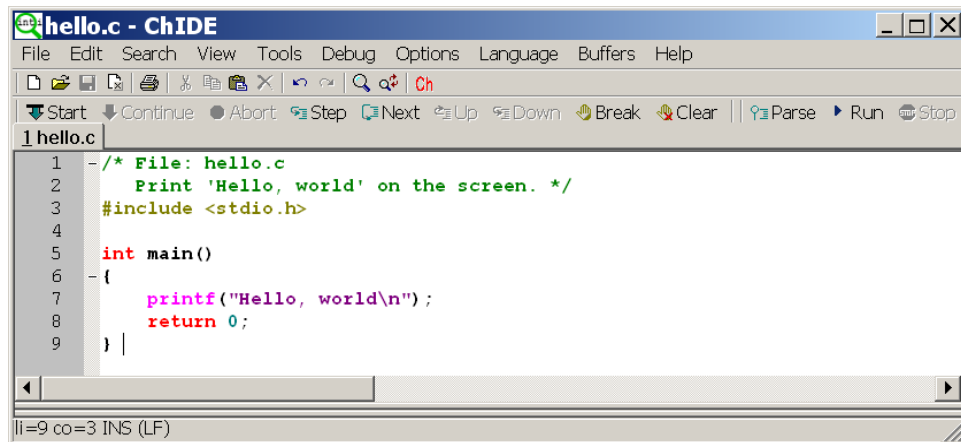 hello.c - ChIDE
File Edit Search View Tools Debug Options Language Buffers Help
Ch
Start Continue Abort Step Next Up Down Break Clear Parse Run Stop
1 hello.c
1 /* File: hello.c
2 Print 'Hello, world' on the screen. */
3 #include <stdio.h>
4
5 int main()
6 {
7 printf("Hello, world\n");
8 return 0;
9 }
li=9 co=3 INS (LF)